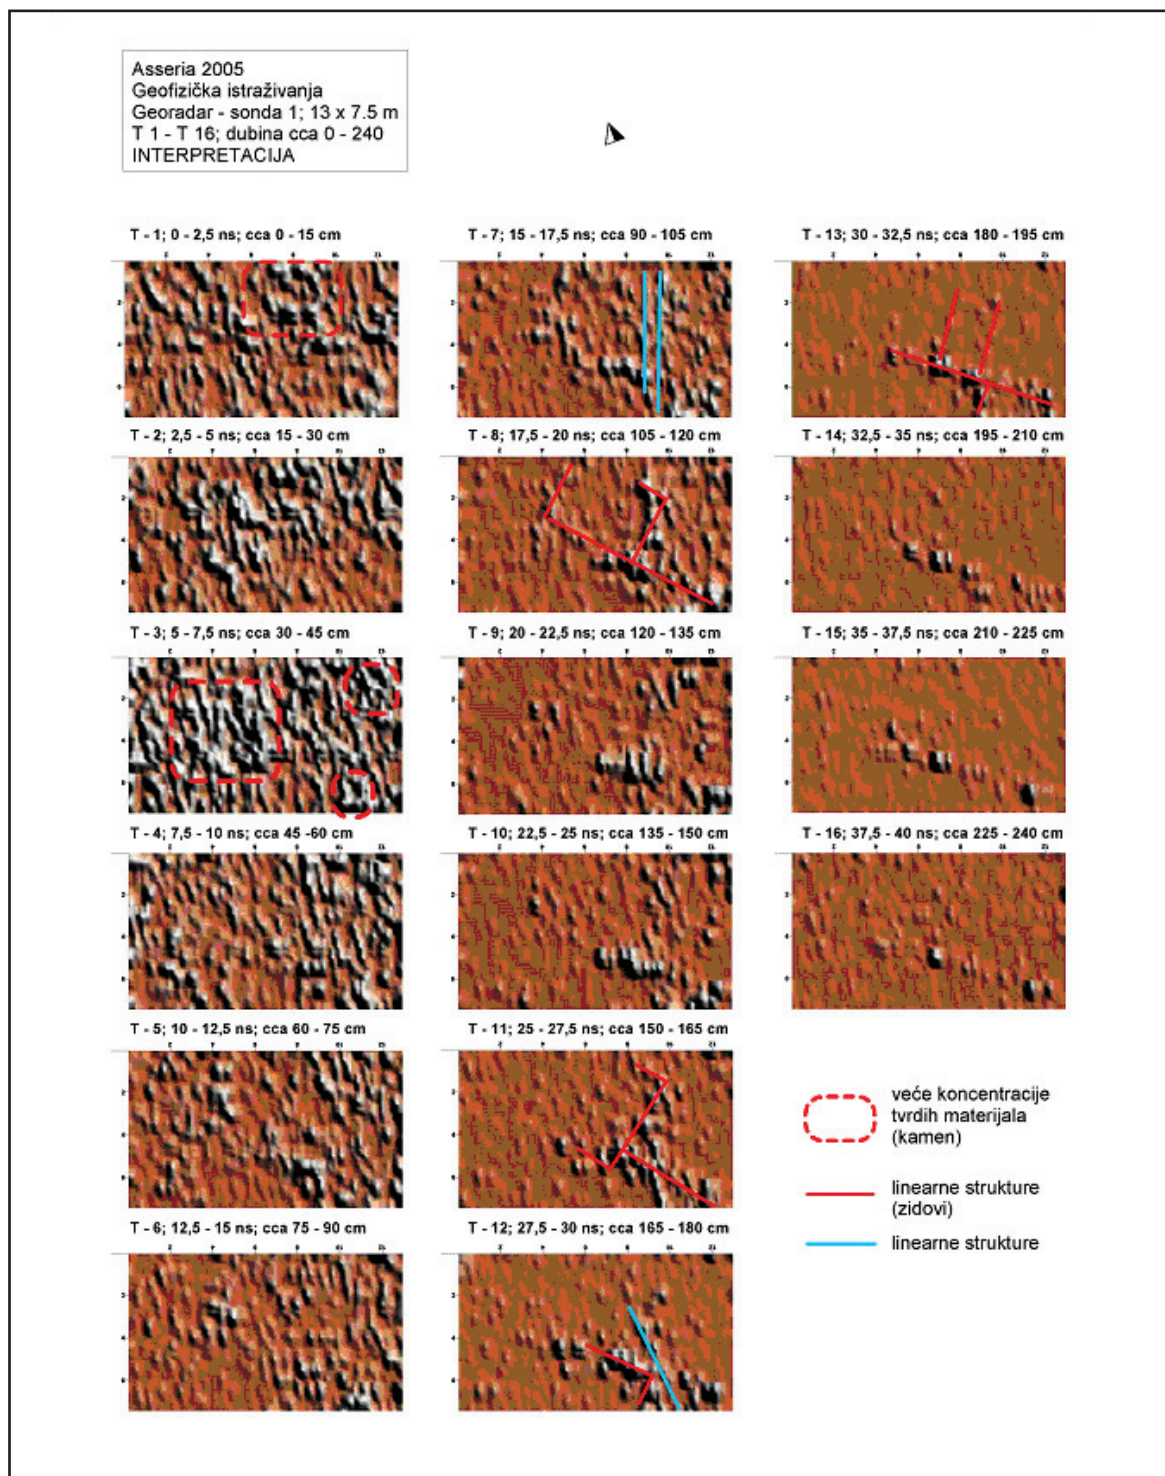 Asseria 2005
Geofizička istraživanja
Georadar - sonda 1; 13 x 7.5 m
T 1 - T 16; dubina cca 0 - 240
INTERPRETACIJA
T - 1; 0 - 2,5 ns; cca 0 - 15 cm
T - 2; 2,5 - 5 ns; cca 15 - 30 cm
T - 3; 5 - 7,5 ns; cca 30 - 45 cm
T - 4; 7,5 - 10 ns; cca 45 -60 cm
T - 5; 10 - 12,5 ns; cca 60 - 75 cm
T - 6; 12,5 - 15 ns; cca 75 - 90 cm
T - 7; 15 - 17,5 ns; cca 90 - 105 cm
T - 8; 17,5 - 20 ns; cca 105 - 120 cm
T - 9; 20 - 22,5 ns; cca 120 - 135 cm
T - 10; 22,5 - 25 ns; cca 135 - 150 cm
T - 11; 25 - 27,5 ns; cca 150 - 165 cm
T - 12; 27,5 - 30 ns; cca 165 - 180 cm
T - 13; 30 - 32,5 ns; cca 180 - 195 cm
T - 14; 32,5 - 35 ns; cca 195 - 210 cm
T - 15; 35 - 37,5 ns; cca 210 - 225 cm
T - 16; 37,5 - 40 ns; cca 225 - 240 cm
veće koncentracije
tvrdih materijala
(kamen)
linearne strukture
(zidovi)
linearne strukture